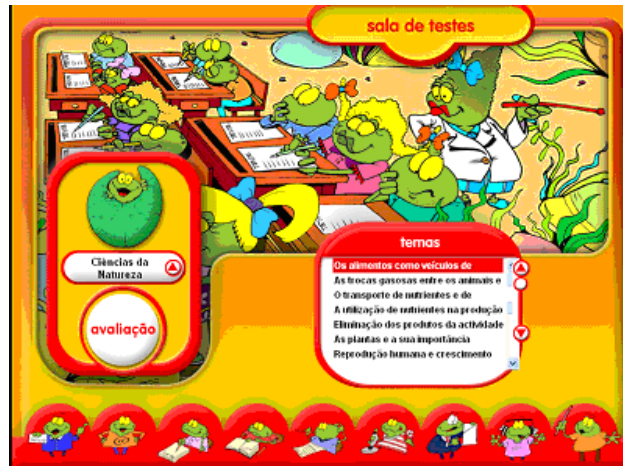 sala de testes
Ciências da
Natureza
avaliação
temas
Os alimentos como veículos de
As trocas gasosas entre os animais e
O transporte de nutrientes e de
A utilização de nutrientes na produção
Eliminação dos produtos da actividade
As plantas e a sua importância
Reprodução humana e crescimento